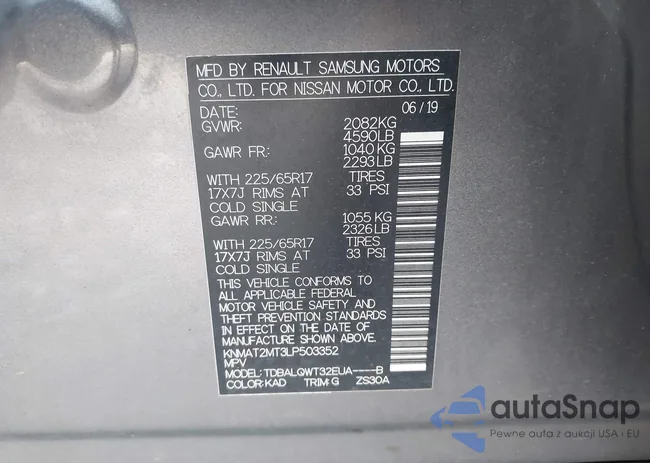 MFD BY RENAULT SAMSUNG MOTORS
CO., LTD. FOR NISSAN MOTOR CO., LTD.
DATE: 06/19
GVWR: 2082KG
4590LB
GAWR FR: 1040 KG
2293LB
WITH 225/65R17 TIRES
17X7J RIMS AT 33 PSI
COLD SINGLE
GAWR RR: 1055 KG
2326LB
WITH 225/65R17 TIRES
17X7J RIMS AT 33 PSI
COLD SINGLE
THIS VEHICLE CONFORMS TO
ALL APPLICABLE FEDERAL
MOTOR VEHICLE SAFETY AND
THEFT PREVENTION STANDARDS
IN EFFECT ON THE DATE OF
MANUFACTURE SHOWN ABOVE.
KNMAT2MT3LP503352
MPV
MODEL: TDBALQWT32EUA----B
COLOR: KAD TRIM: G ZS30A
autaSnap
Pewne auta z aukcji USA i EU